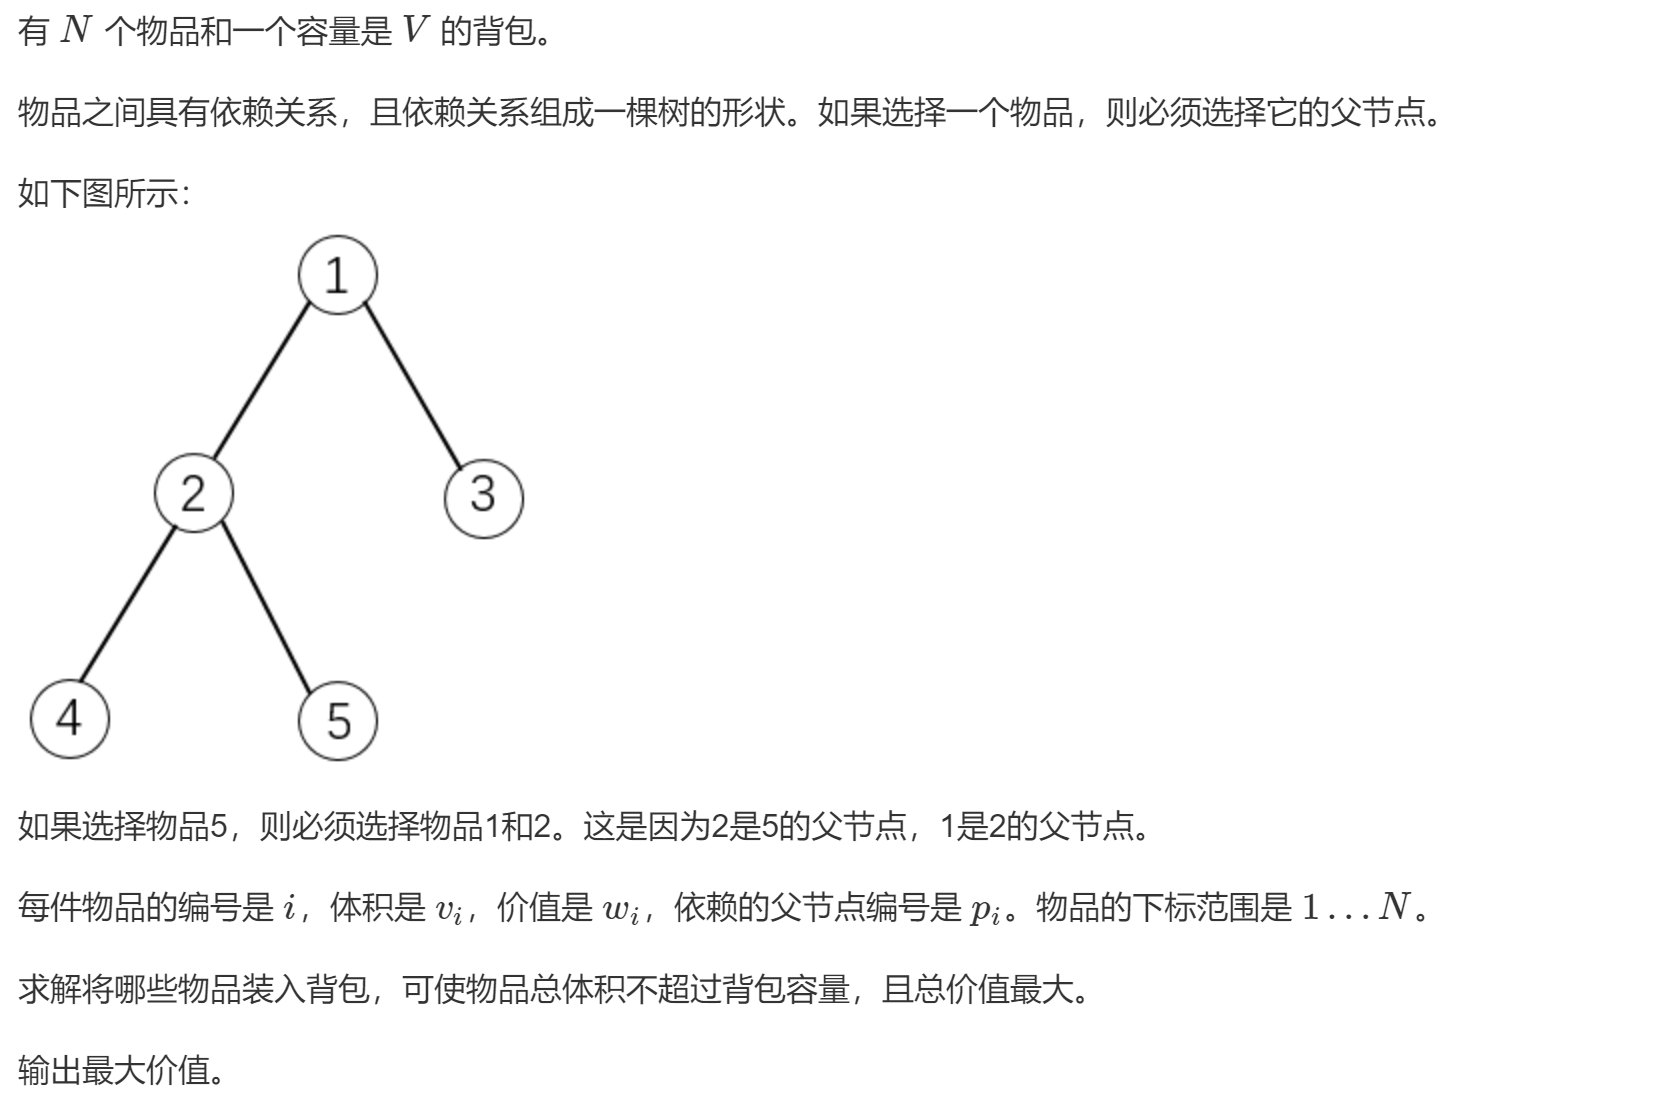 有 N 个物品和一个容量是 V 的背包。
物品之间具有依赖关系，且依赖关系组成一棵树的形状。如果选择一个物品，则必须选择它的父节点。
如下图所示：
1
2
3
4
5
如果选择物品5，则必须选择物品1和2。这是因为2是5的父节点，1是2的父节点。
每件物品的编号是 i，体积是 vᵢ，价值是 wᵢ，依赖的父节点编号是 pᵢ。物品的下标范围是 1…N。
求解将哪些物品装入背包，可使物品总体积不超过背包容量，且总价值最大。
输出最大价值。